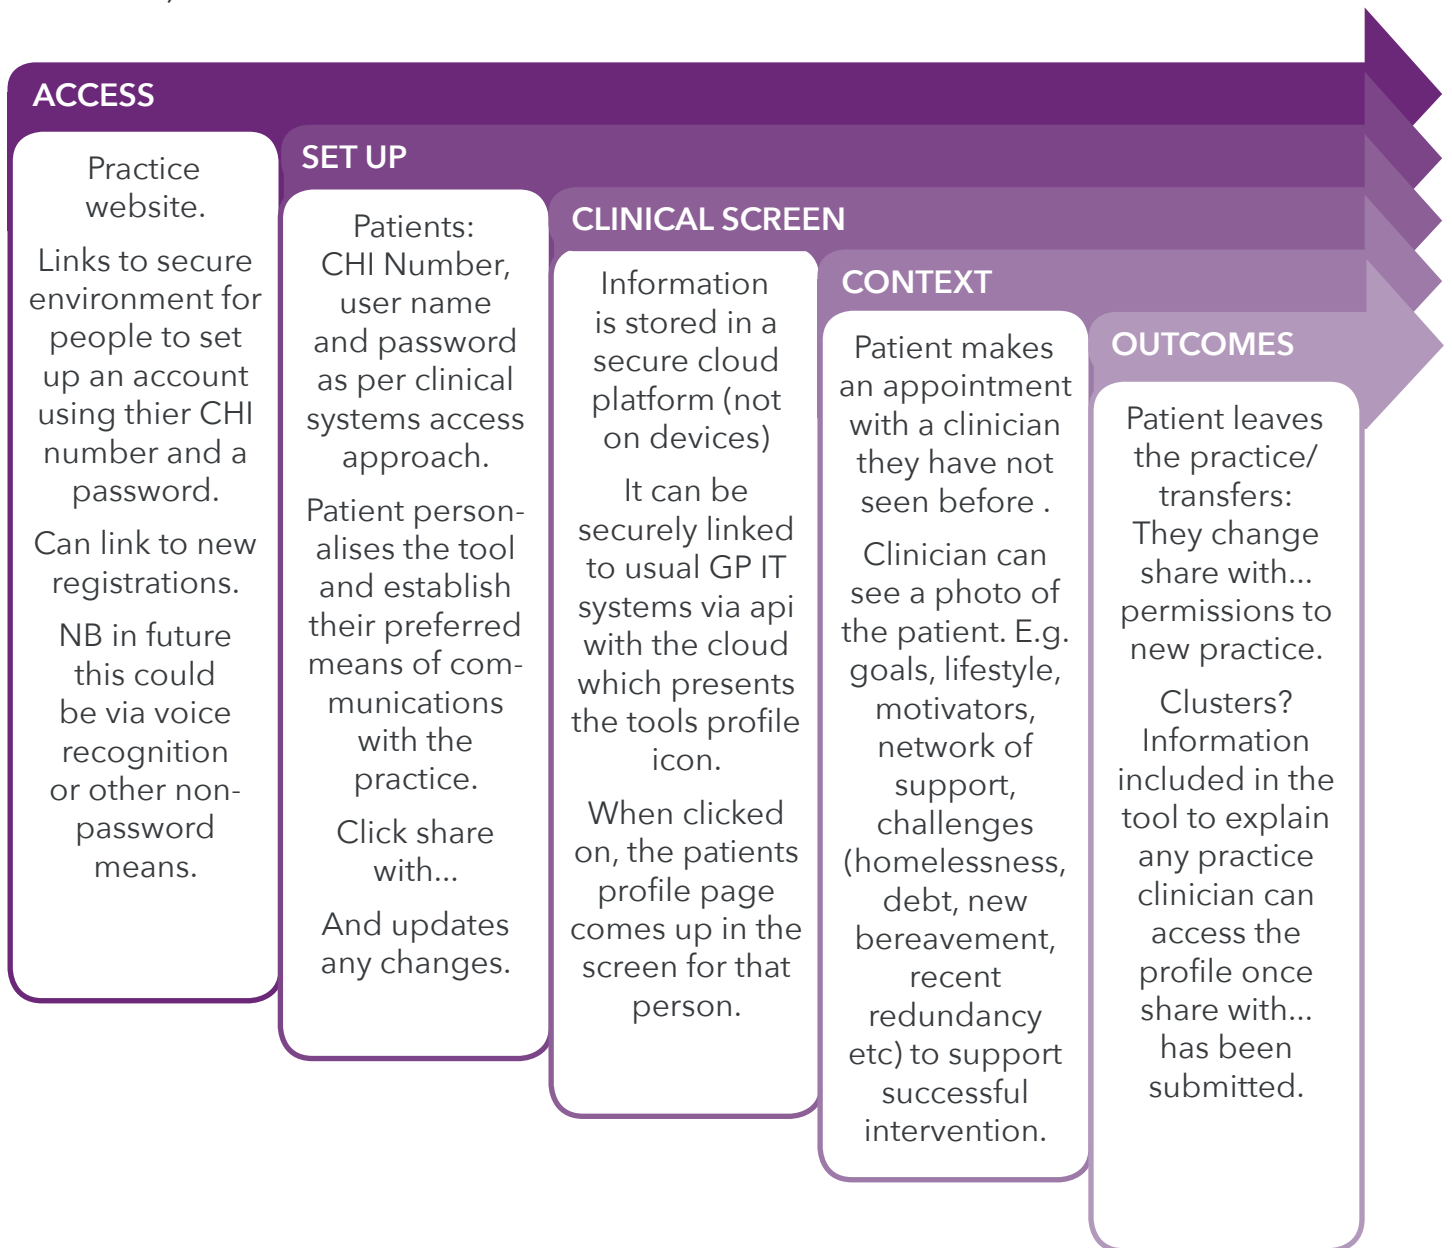 ACCESS
Practice
website.
Links to secure
environment for
people to set
up an account
using thier CHI
number and a
password.
Can link to new
registrations.
NB in future
this could
be via voice
recognition
or other non-
password
means.
SET UP
Patients:
CHI Number,
user name
and password
as per clinical
systems access
approach.
Patient person-
alises the tool
and establish
their preferred
means of com-
munications
with the
practice.
Click share
with...
And updates
any changes.
CLINICAL SCREEN
Information
is stored in a
secure cloud
platform (not
on devices)
It can be
securely linked
to usual GP IT
systems via api
with the cloud
which presents
the tools profile
icon.
When clicked
on, the patients
profile page
comes up in the
screen for that
person.
CONTEXT
Patient makes
an appointment
with a clinician
they have not
seen before .
Clinician can
see a photo of
the patient. E.g.
goals, lifestyle,
motivators,
network of
support,
challenges
(homelessness,
debt, new
bereavement,
recent
redundancy
etc) to support
successful
intervention.
OUTCOMES
Patient leaves
the practice/
transfers:
They change
share with...
permissions to
new practice.
Clusters?
Information
included in the
tool to explain
any practice
clinician can
access the
profile once
share with...
has been
submitted.